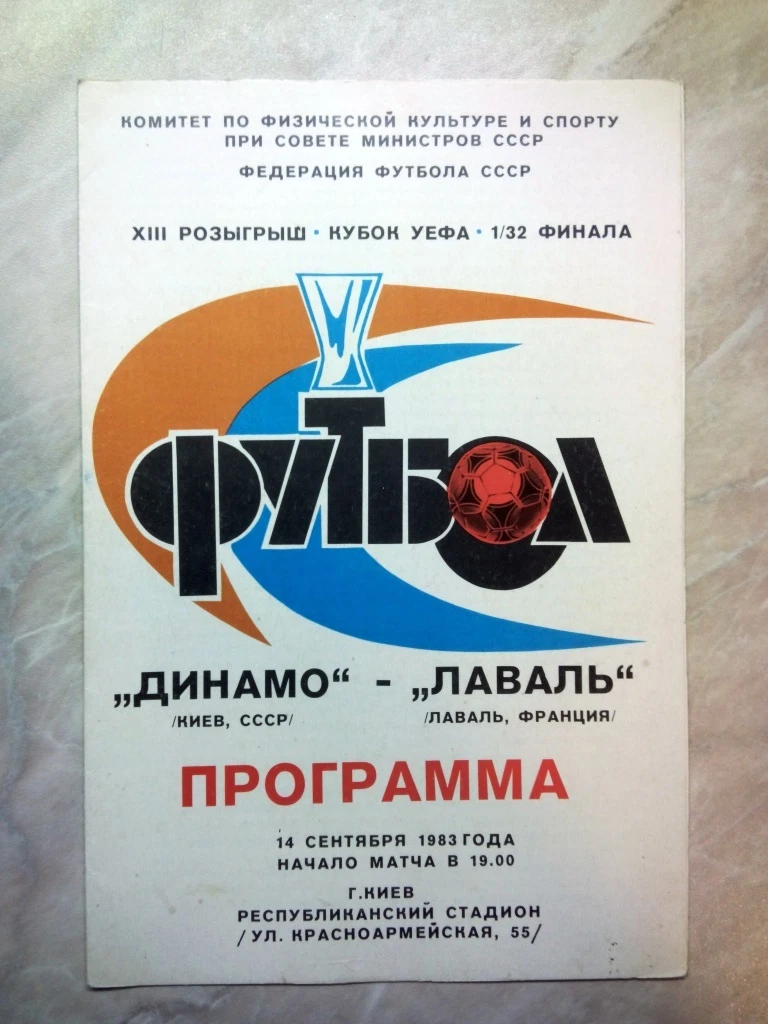 КОМИТЕТ ПО ФИЗИЧЕСКОЙ КУЛЬТУРЕ И СПОРТУ
ПРИ СОВЕТЕ МИНИСТРОВ СССР
ФЕДЕРАЦИЯ ФУТБОЛА СССР
XIII РОЗЫГРЫШ · КУБОК УЕФА · 1/32 ФИНАЛА
ФУТБОЛ
„ДИНАМО“ - „ЛАВАЛЬ“
/КИЕВ, СССР/ /ЛАВАЛЬ, ФРАНЦИЯ/
ПРОГРАММА
14 СЕНТЯБРЯ 1983 ГОДА
НАЧАЛО МАТЧА В 19.00
Г. КИЕВ
РЕСПУБЛИКАНСКИЙ СТАДИОН
/УЛ. КРАСНОАРМЕЙСКАЯ, 55/